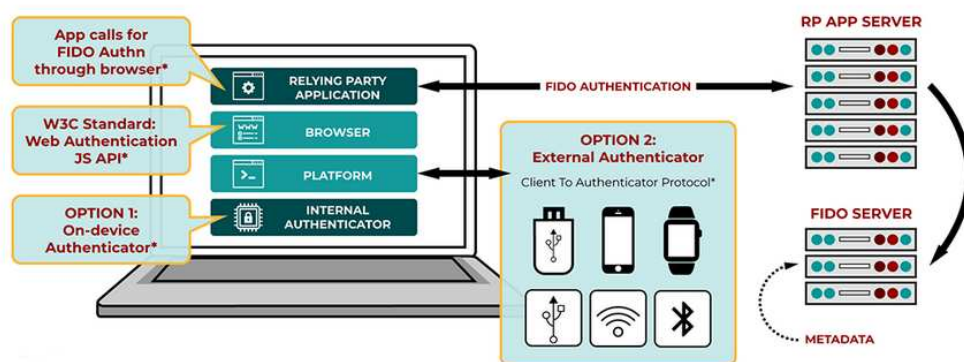 App calls for
FIDO Authn
through browser*
W3C Standard:
Web Authentication
JS API*
OPTION 1:
On-device
Authenticator*
RELYING PARTY
APPLICATION
WWW
BROWSER
PLATFORM
INTERNAL
AUTHENTICATOR
FIDO AUTHENTICATION
OPTION 2:
External Authenticator
Client To Authenticator Protocol*
RP APP SERVER
FIDO SERVER
METADATA